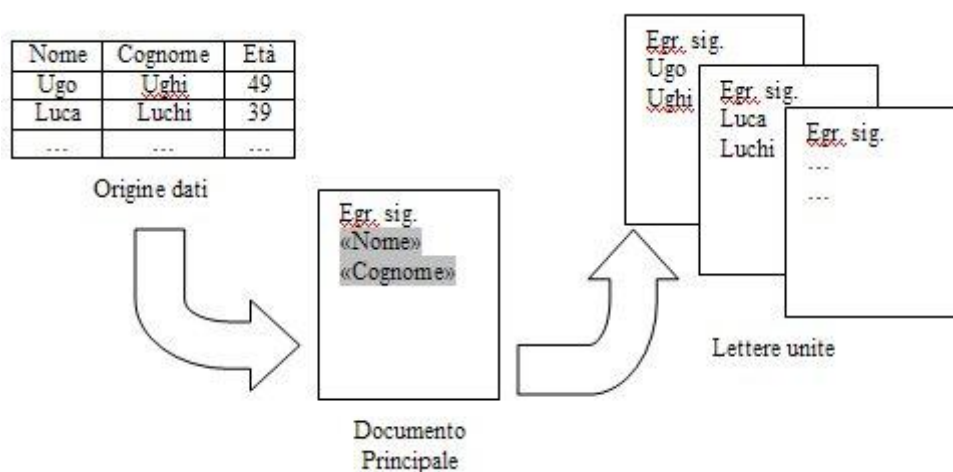 Nome Cognome Età
Ugo Ughi 49
Luca Luchi 39
... ... ...
Origine dati
Egr. sig.
«Nome»
«Cognome»
Documento
Principale
Egr. sig.
Ugo
Ughi
Egr. sig.
Luca
Luchi
Egr. sig.
...
...
Lettere unite